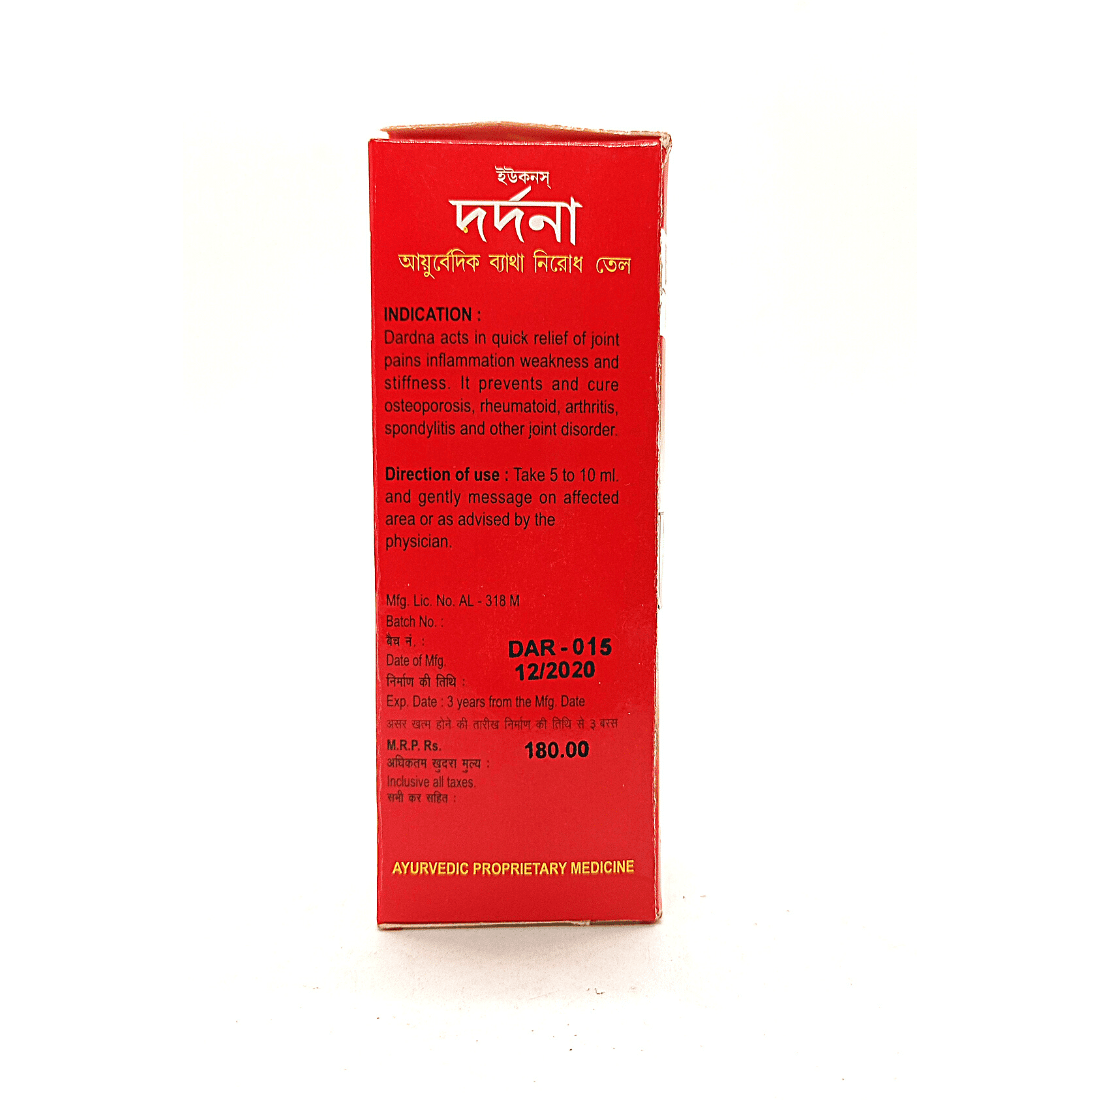 ইউকনস্
দর্দনা
আয়ুর্বেদিক ব্যাথা নিরোধ তেল
INDICATION :
Dardna acts in quick relief of joint
pains inflammation weakness and
stiffness. It prevents and cure
osteoporosis, rheumatoid, arthritis,
spondylitis and other joint disorder.
Direction of use : Take 5 to 10 ml.
and gently message on affected
area or as advised by the
physician.
Mfg. Lic. No. AL - 318 M
Batch No. :
बैच नं. :
DAR - 015
Date of Mfg.
12/2020
निर्माण की तिथि :
Exp. Date : 3 years from the Mfg. Date
असर खत्म होने की तारीख निर्माण की तिथि से ३ बरस
M.R.P. Rs.
180.00
अधिकतम खुदरा मुल्य :
Inclusive all taxes.
सभी कर सहित :
AYURVEDIC PROPRIETARY MEDICINE